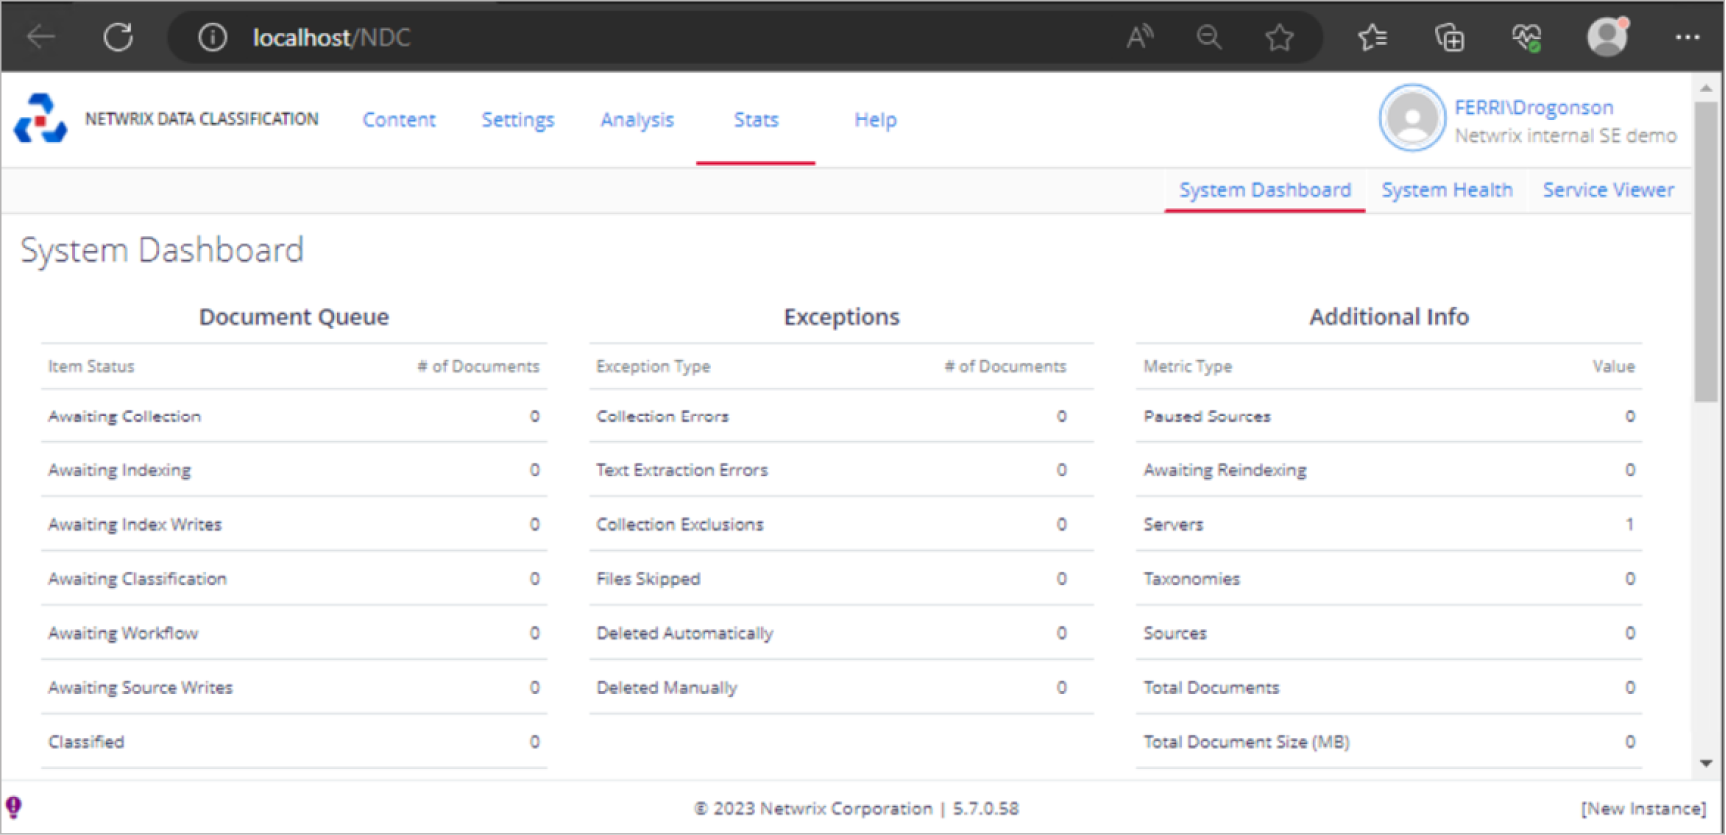 localhost/NDC
NETWRIX DATA CLASSIFICATION Content Settings Analysis Stats Help
FERRI\Drogonson
Netwrix internal SE demo
System Dashboard System Health Service Viewer
System Dashboard
Document Queue
Item Status # of Documents
Awaiting Collection 0
Awaiting Indexing 0
Awaiting Index Writes 0
Awaiting Classification 0
Awaiting Workflow 0
Awaiting Source Writes 0
Classified 0
Exceptions
Exception Type # of Documents
Collection Errors 0
Text Extraction Errors 0
Collection Exclusions 0
Files Skipped 0
Deleted Automatically 0
Deleted Manually 0
Additional Info
Metric Type Value
Paused Sources 0
Awaiting Reindexing 0
Servers 1
Taxonomies 0
Sources 0
Total Documents 0
Total Document Size (MB) 0
© 2023 Netwrix Corporation | 5.7.0.58
[New Instance]